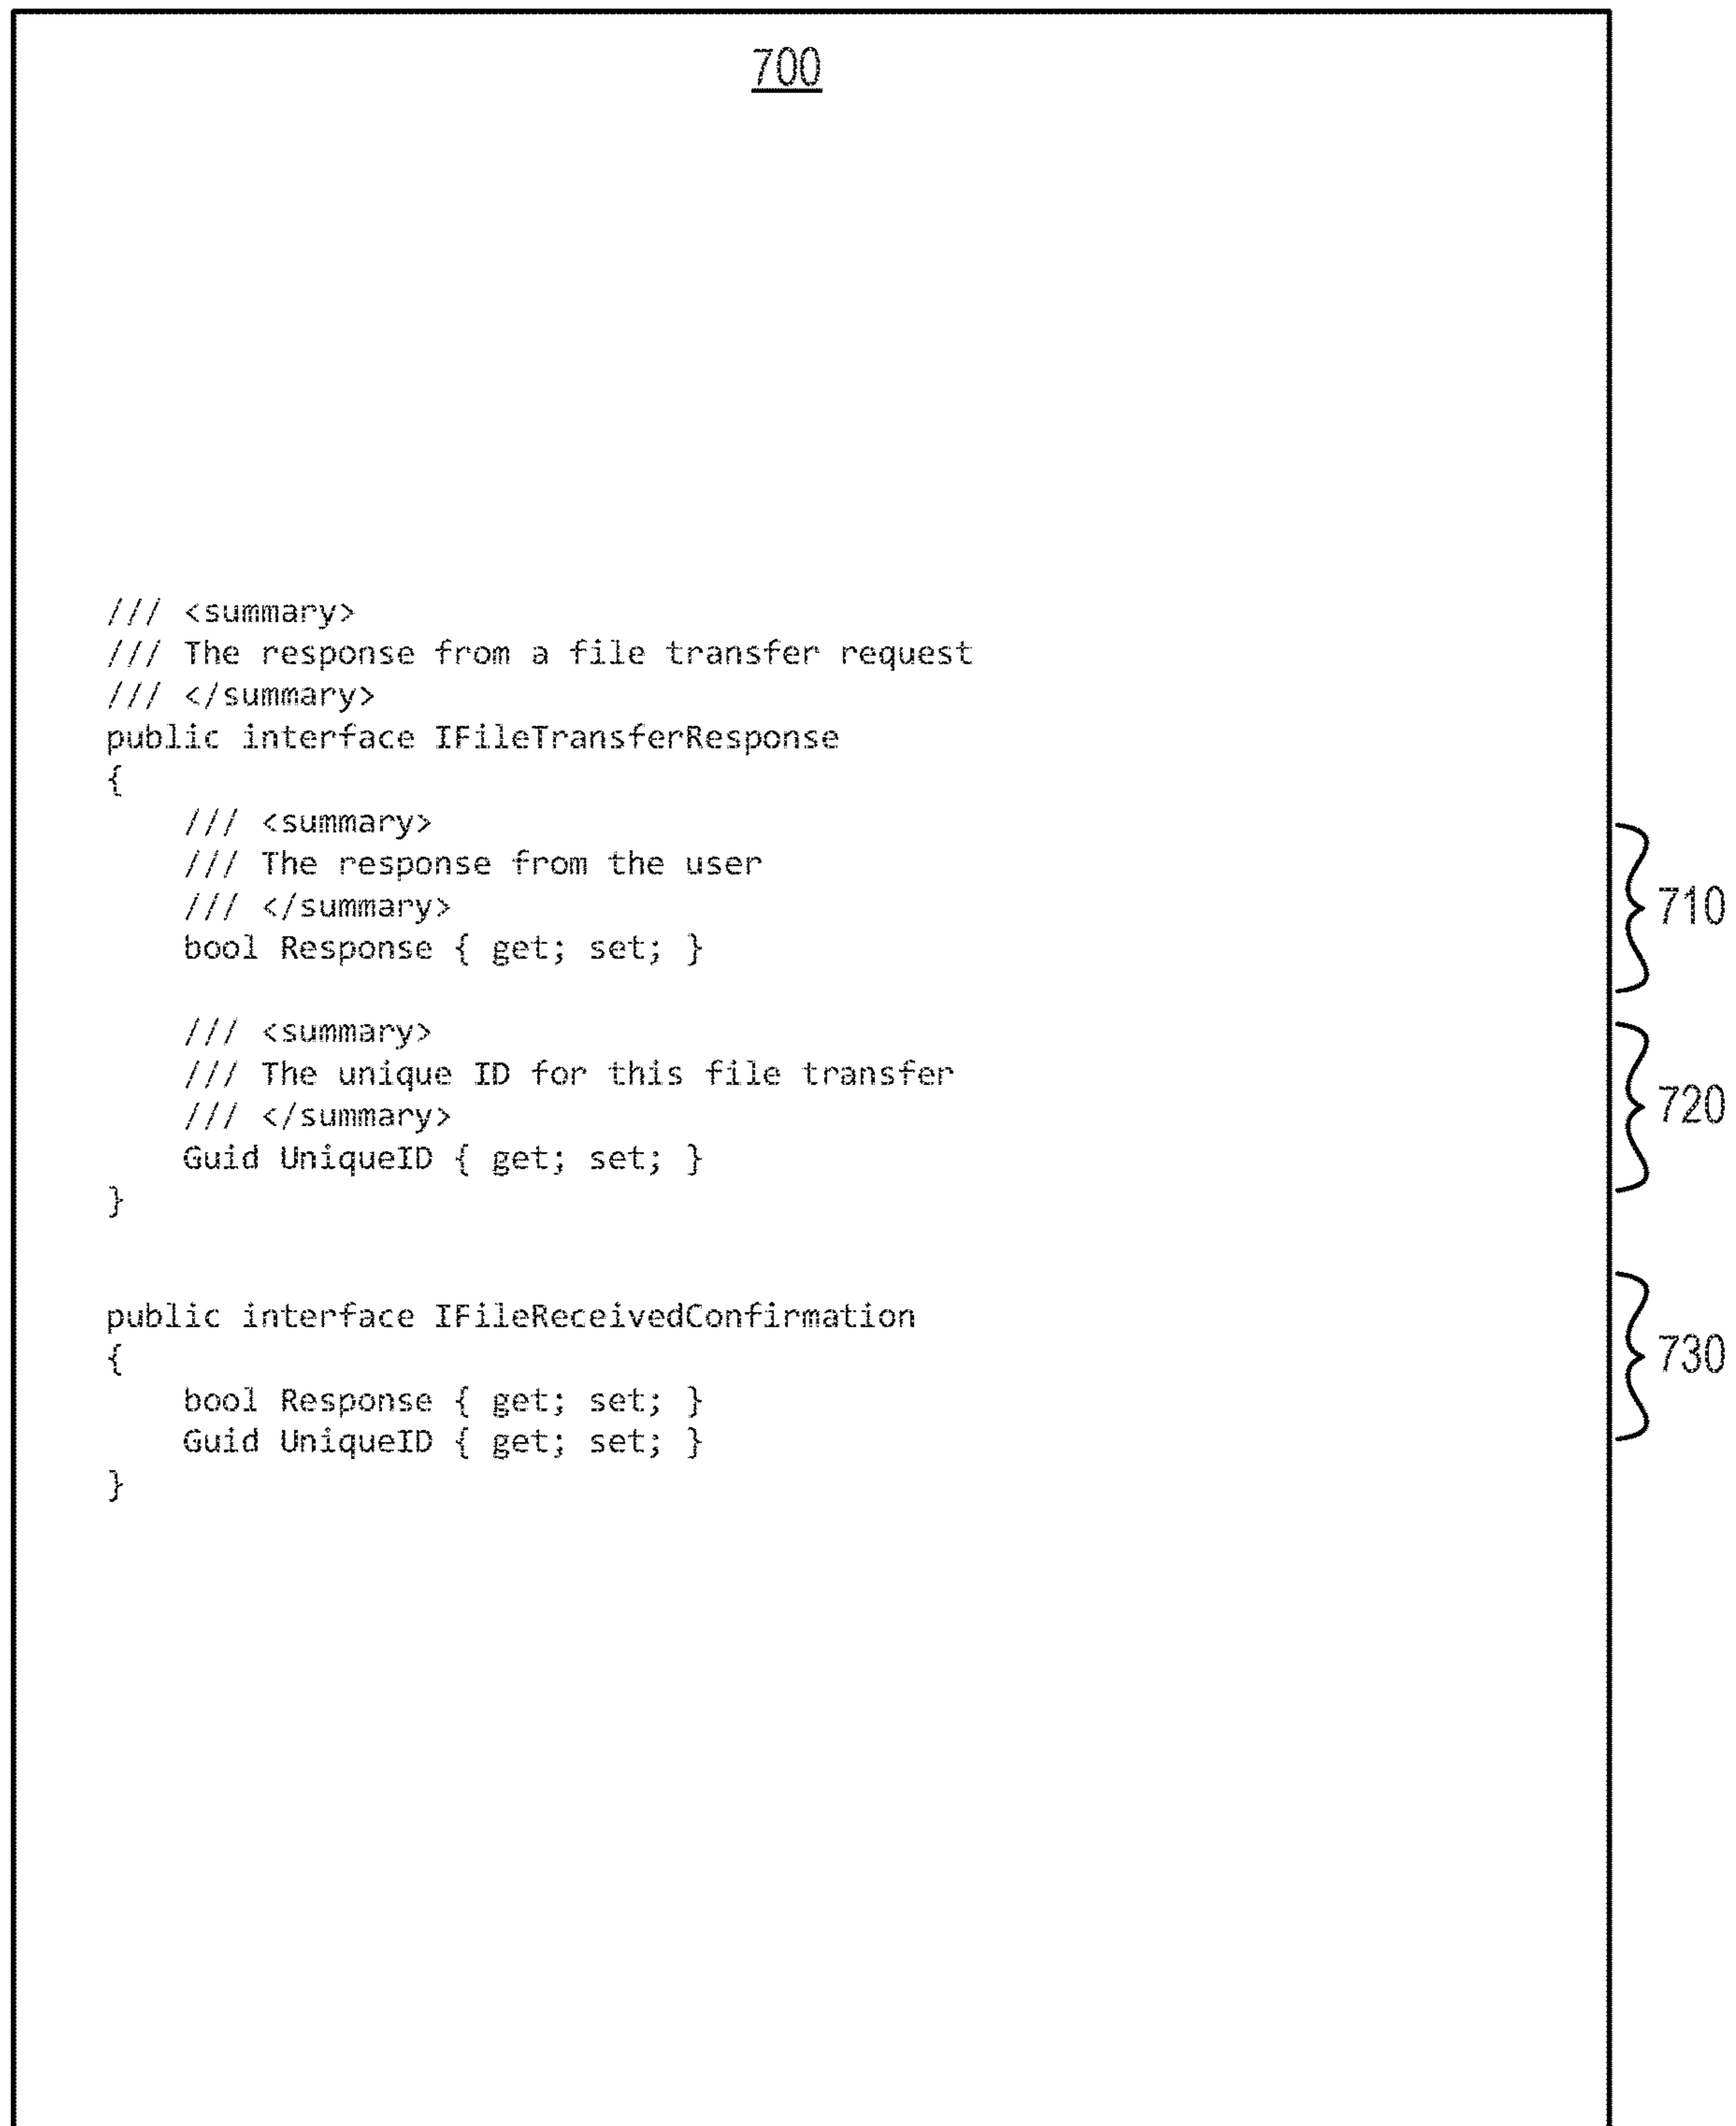 700
/// <summary>
/// The response from a file transfer request
/// </summary>
public interface IFileTransferResponse
{
    /// <summary>
    /// The response from the user
    /// </summary>
    bool Response { get; set; }
710
    /// <summary>
    /// The unique ID for this file transfer
    /// </summary>
    Guid UniqueID { get; set; }
720
}
public interface IFileReceivedConfirmation
{
    bool Response { get; set; }
    Guid UniqueID { get; set; }
}
730